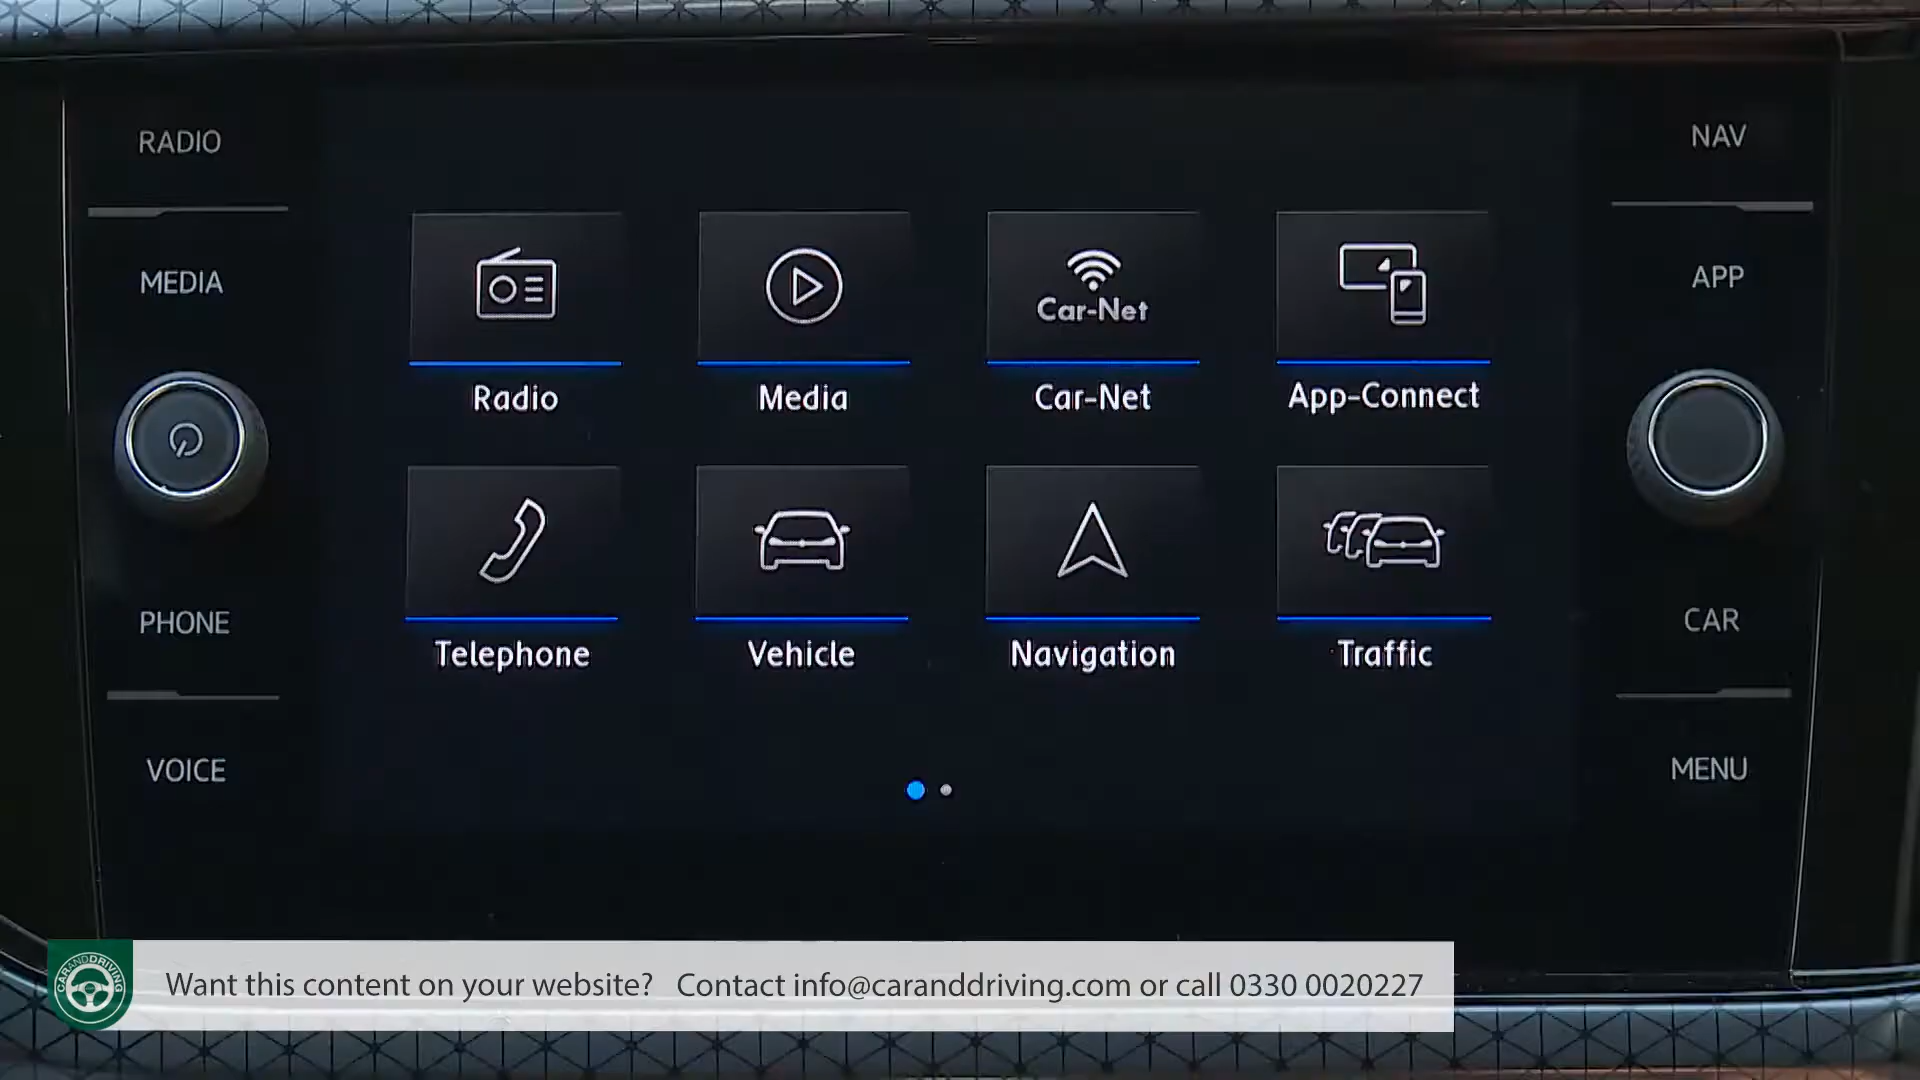 RADIO
NAV
MEDIA
APP
Car-Net
Radio
Media
Car-Net
App-Connect
PHONE
CAR
Telephone
Vehicle
Navigation
Traffic
VOICE
MENU
CARANDDRIVING
Want this content on your website? Contact info@caranddriving.com or call 0330 0020227